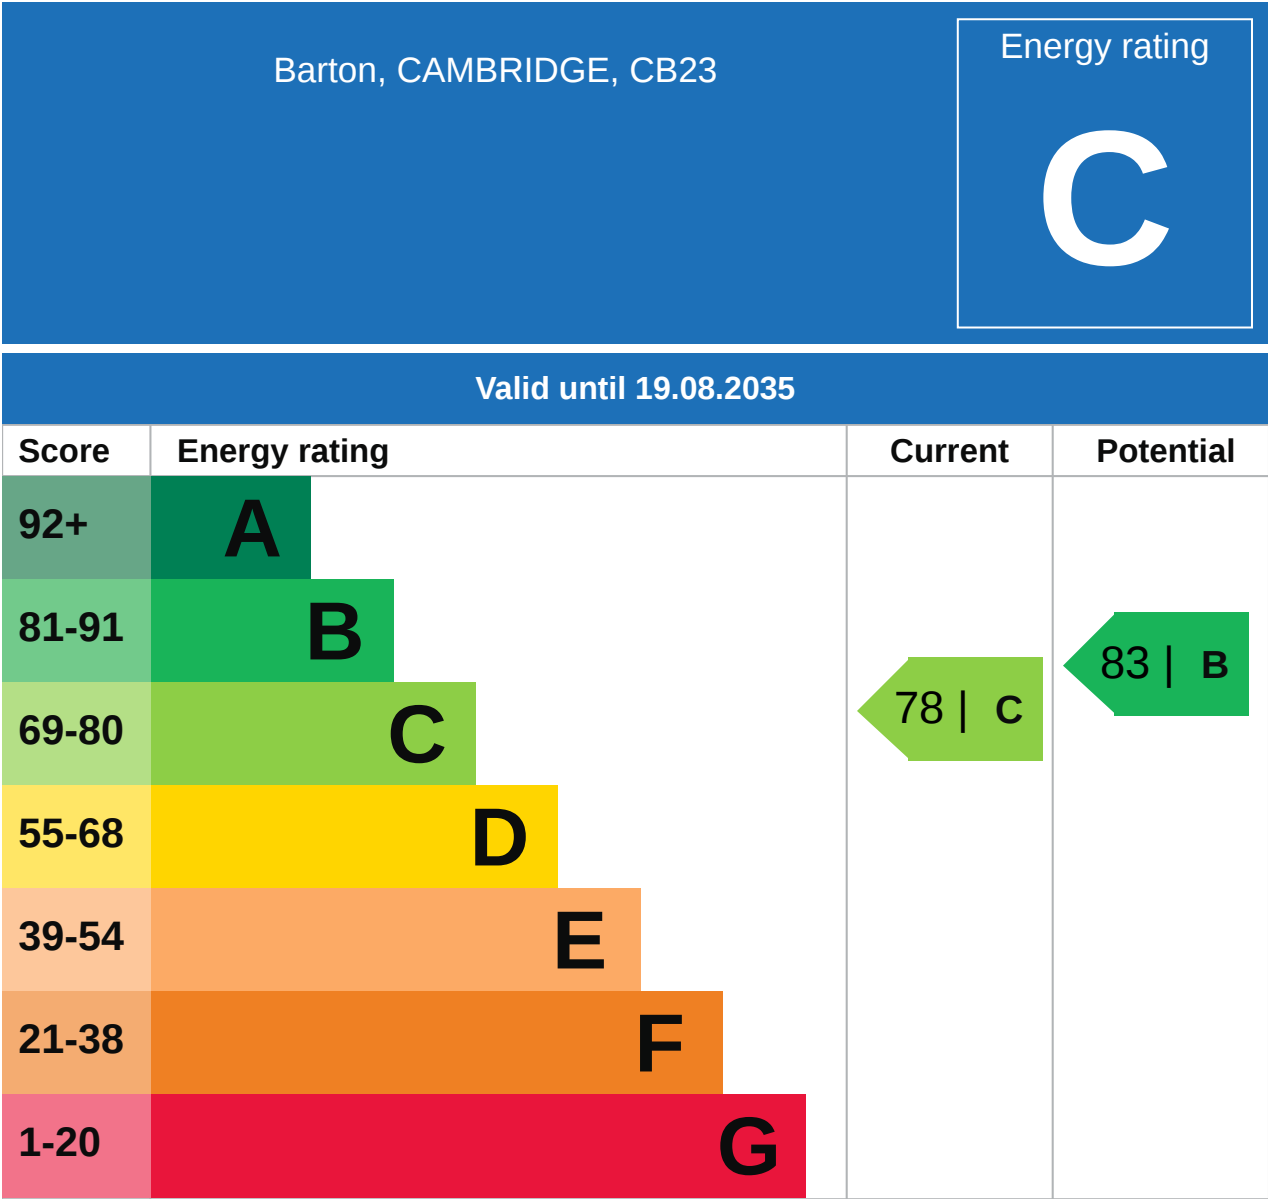 Barton, CAMBRIDGE, CB23
Energy rating
C
Valid until 19.08.2035
Score Energy rating Current Potential
92+ A
81-91 B
69-80 C
55-68 D
39-54 E
21-38 F
1-20 G
78 | C
83 | B